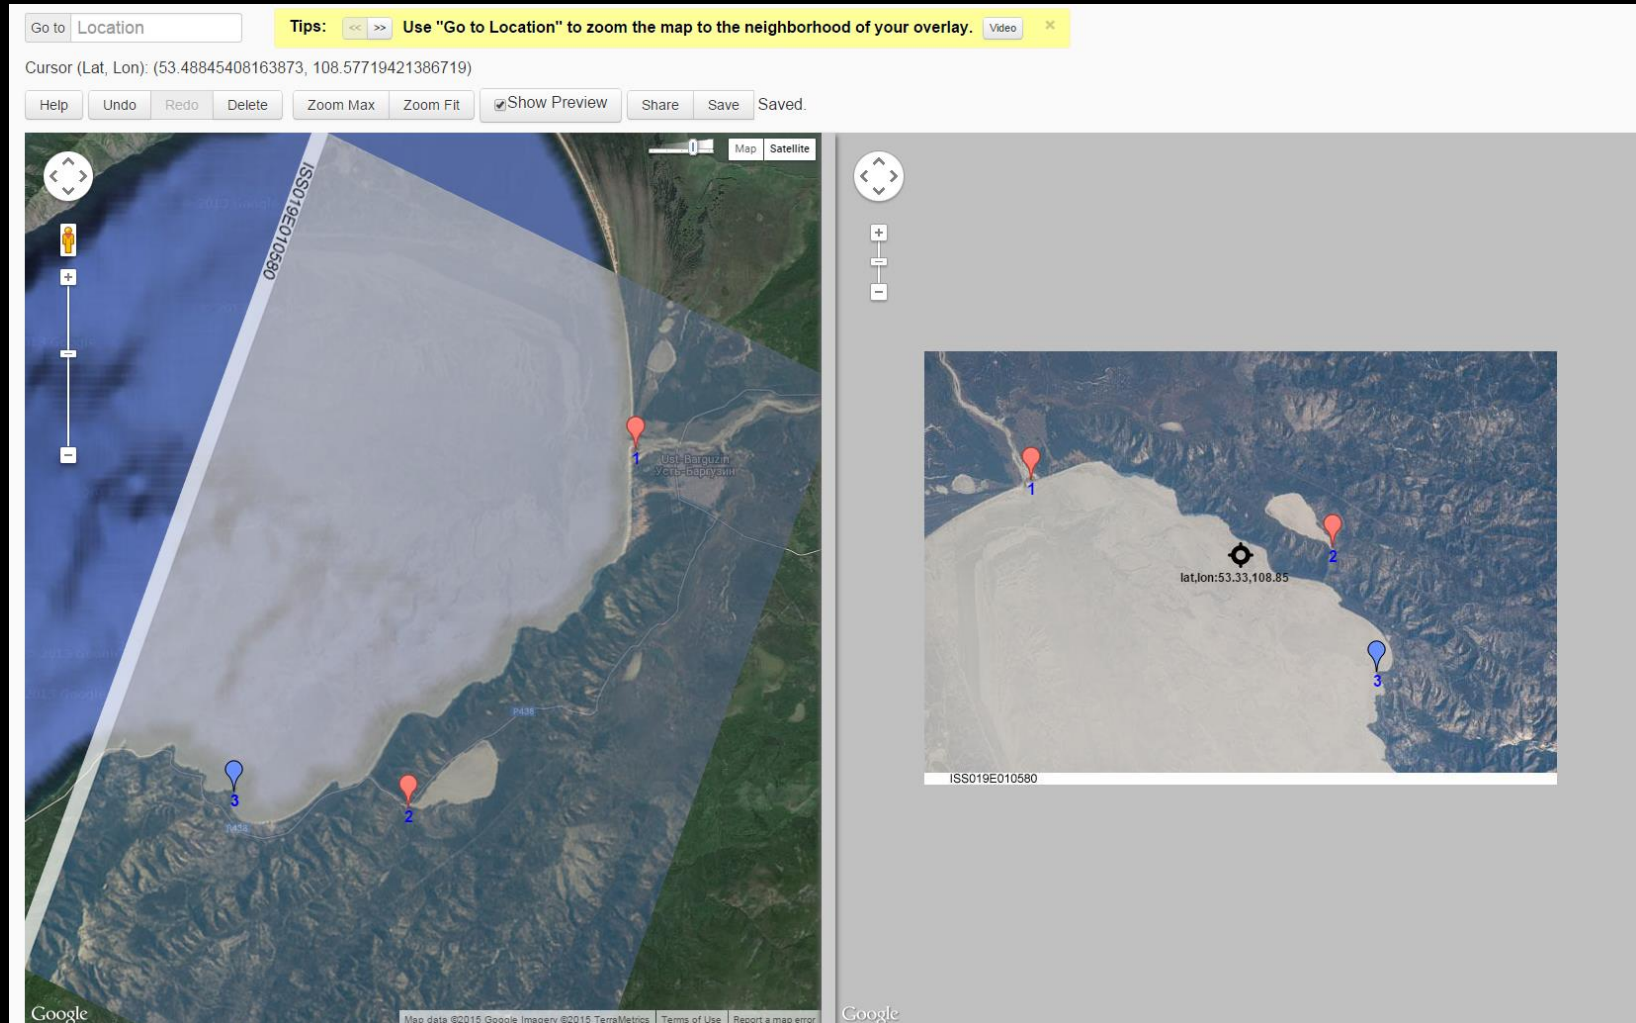 Go to Location
Tips: << >> Use "Go to Location" to zoom the map to the neighborhood of your overlay. Video ×
Cursor (Lat, Lon): (53.48845408163873, 108.57719421386719)
Help Undo Redo Delete Zoom Max Zoom Fit Show Preview Share Save Saved.
Map Satellite
ISS019E010580
1
Ust-Barguzin
Усть-Баргузин
P438
3
2
P438
Google
Map data ©2015 Google Imagery ©2015 TerraMetrics Terms of Use Report a map error
1
2
lat,lon:53.33,108.85
3
ISS019E010580
Google